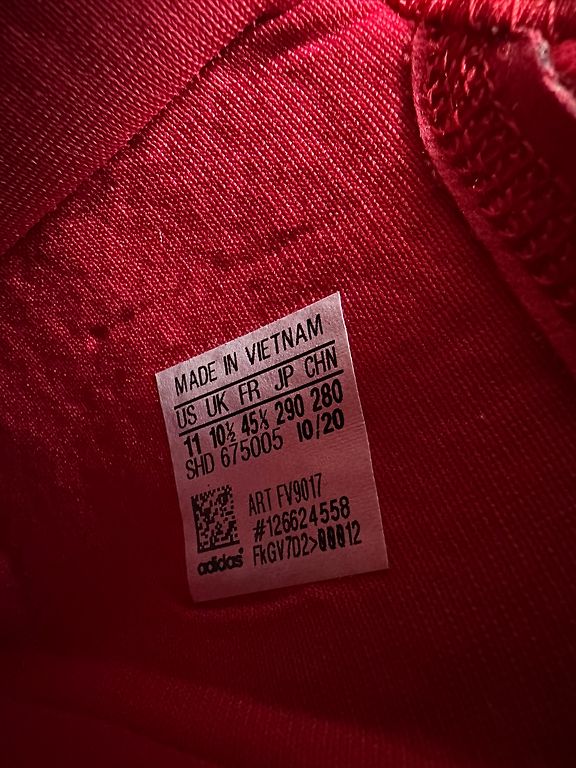 MADE IN VIETNAM
US UK FR JP CHN
11 10½ 45⅓ 290 280
SHD 675005 10/20
ART FV9017
#126624558
FkGV7D2>00012
adidas